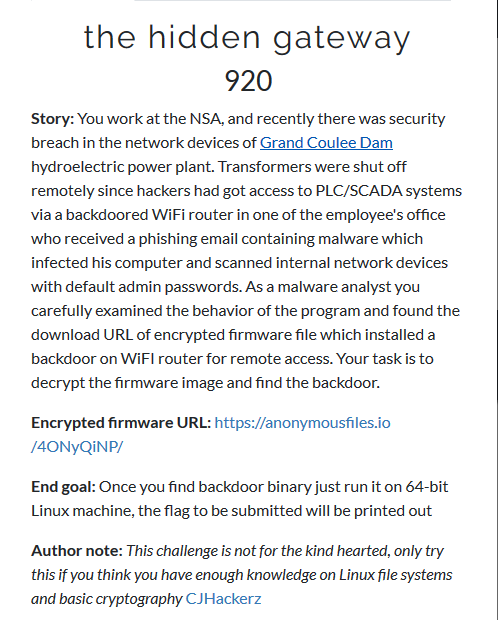 the hidden gateway
920
Story: You work at the NSA, and recently there was security
breach in the network devices of Grand Coulee Dam
hydroelectric power plant. Transformers were shut off
remotely since hackers had got access to PLC/SCADA systems
via a backdoored WiFi router in one of the employee's office
who received a phishing email containing malware which
infected his computer and scanned internal network devices
with default admin passwords. As a malware analyst you
carefully examined the behavior of the program and found the
download URL of encrypted firmware file which installed a
backdoor on WiFI router for remote access. Your task is to
decrypt the firmware image and find the backdoor.
Encrypted firmware URL: https://anonymousfiles.io
/4ONyQiNP/
End goal: Once you find backdoor binary just run it on 64-bit
Linux machine, the flag to be submitted will be printed out
Author note: This challenge is not for the kind hearted, only try
this if you think you have enough knowledge on Linux file systems
and basic cryptography CJHackerz